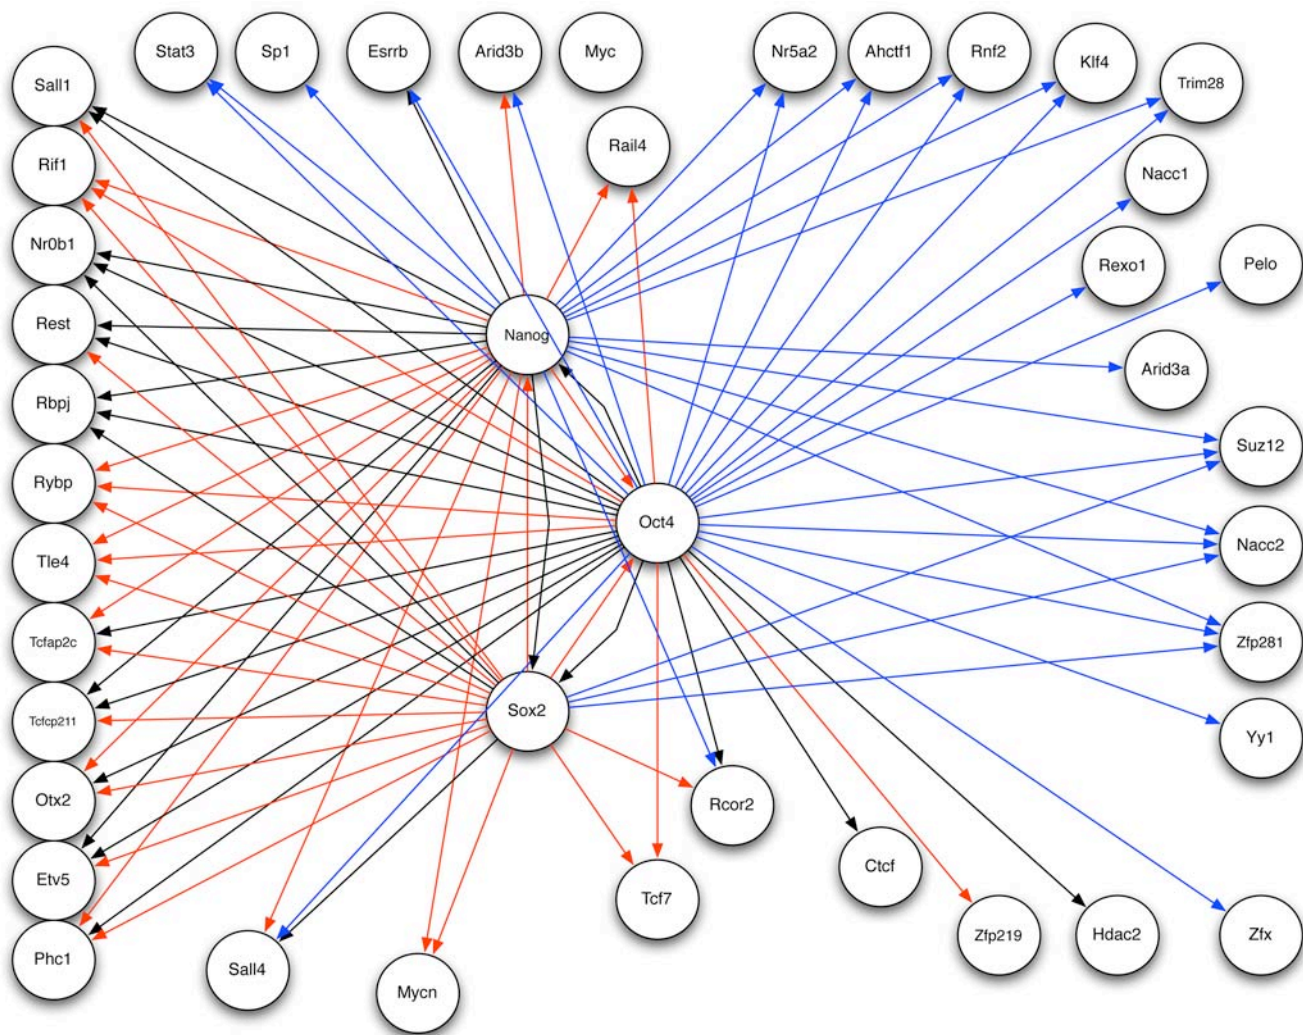 Stat3
Sp1
Esrrb
Arid3b
Myc
Nr5a2
Ahctf1
Rnf2
Klf4
Trim28
Sall1
Rail4
Rif1
Nacc1
Nr0b1
Rexo1
Pelo
Rest
Nanog
Arid3a
Rbpj
Suz12
Rybp
Oct4
Nacc2
Tle4
Tcfap2c
Zfp281
Tcfcp211
Sox2
Yy1
Otx2
Rcor2
Etv5
Ctcf
Tcf7
Phc1
Sall4
Mycn
Zfp219
Hdac2
Zfx